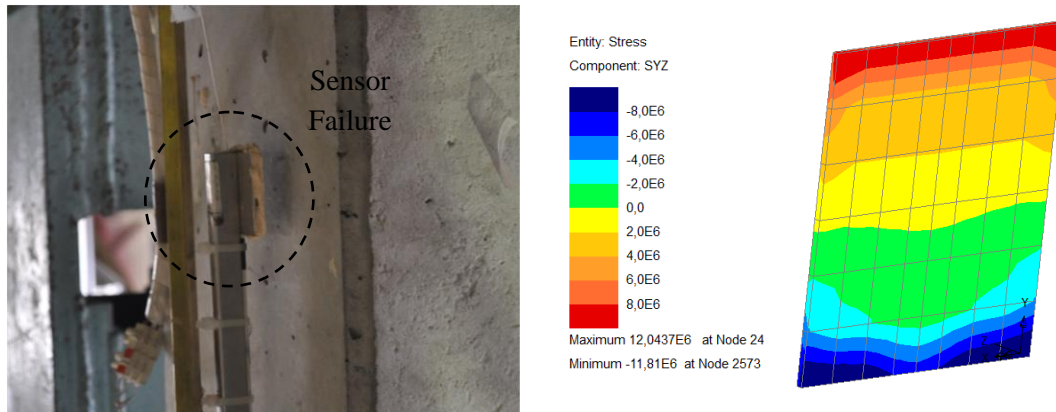 Sensor
Failure
Entity: Stress
Component: SYZ
-8,0E6
-6,0E6
-4,0E6
-2,0E6
0,0
2,0E6
4,0E6
6,0E6
8,0E6
Maximum 12,0437E6 at Node 24
Minimum -11,81E6 at Node 2573
Y
Z